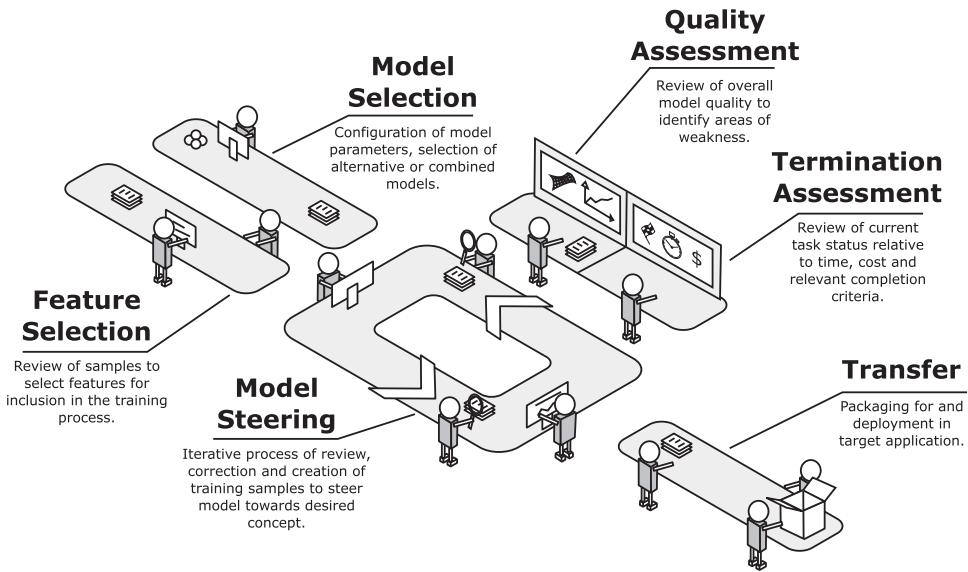 Quality
Assessment
Review of overall
model quality to
identify areas of
weakness.
Model
Selection
Configuration of model
parameters, selection of
alternative or combined
models.
Termination
Assessment
Review of current
task status relative
to time, cost and
relevant completion
criteria.
$
Feature
Selection
Review of samples to
select features for
inclusion in the training
process.
Model
Steering
Iterative process of review,
correction and creation of
training samples to steer
model towards desired
concept.
Transfer
Packaging for and
deployment in
target application.